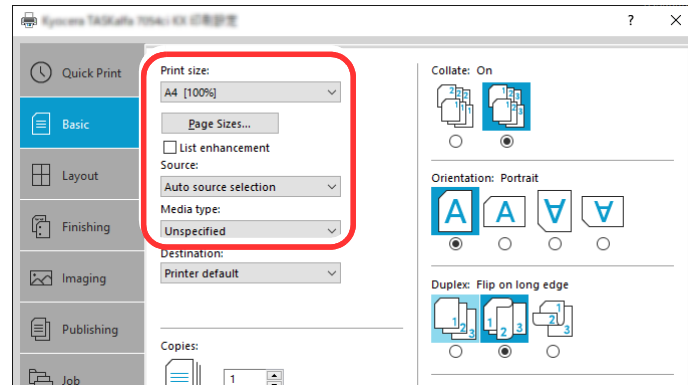 Quick Print
Basic
Layout
Finishing
Imaging
Publishing
Job
Print size:
A4 [100%]
Page Sizes...
List enhancement
Source:
Auto source selection
Media type:
Unspecified
Destination:
Printer default
Copies:
1
Collate: On
Orientation: Portrait
Duplex: Flip on long edge